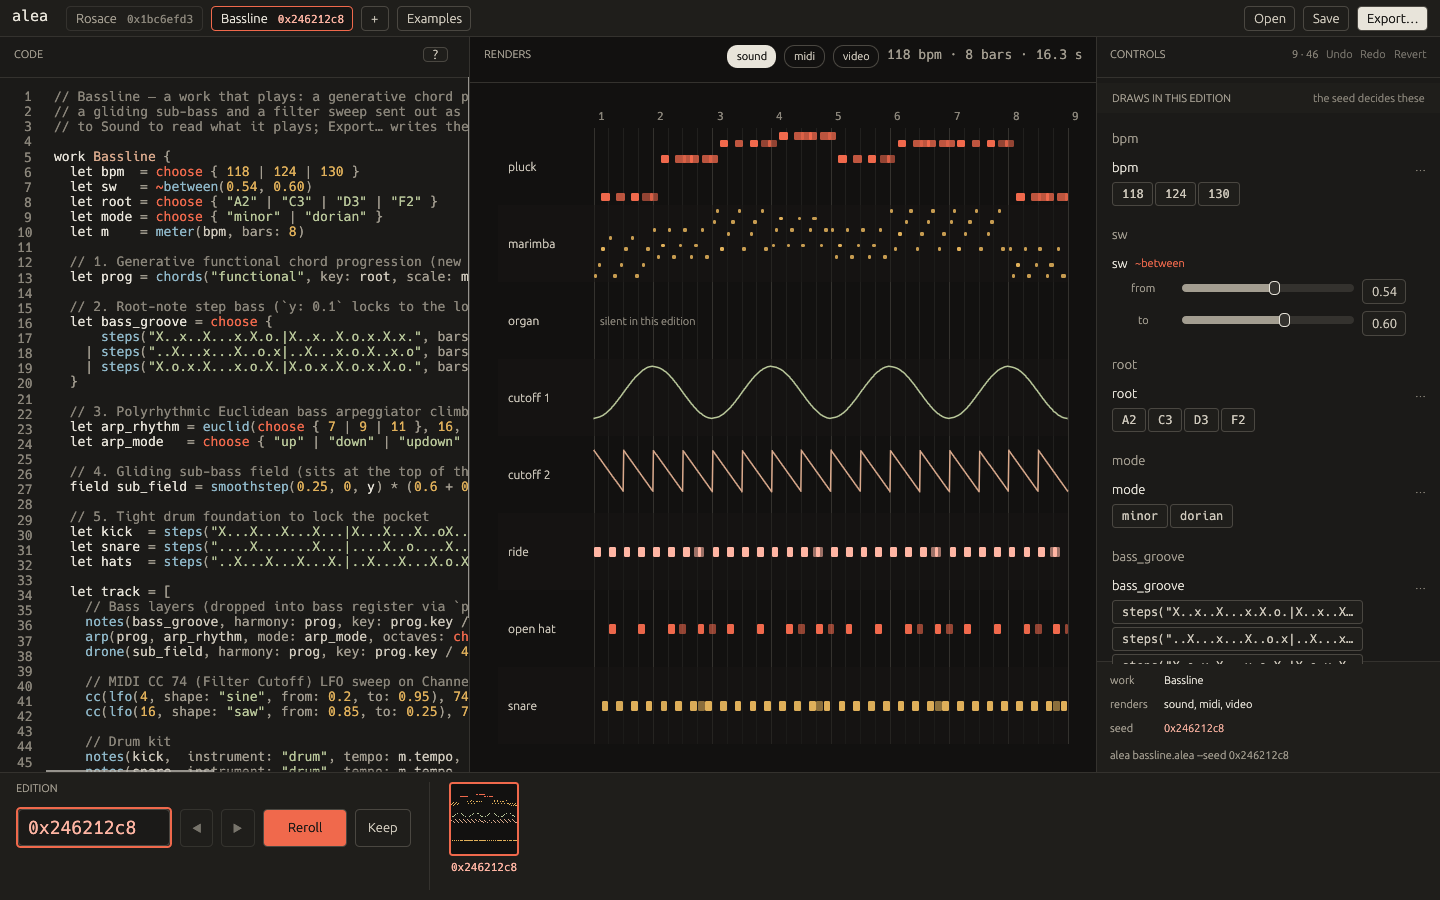 alea
Rosace 0x1bc6efd3
Bassline 0x246212c8
+
Examples
Open
Save
Export...
CODE
?
1 // Bassline — a work that plays: a generative chord p
2 // a gliding sub-bass and a filter sweep sent out as
3 // to Sound to read what it plays; Export… writes the
4
5 work Bassline {
6 let bpm = choose { 118 | 124 | 130 }
7 let sw = ~between(0.54, 0.60)
8 let root = choose { "A2" | "C3" | "D3" | "F2" }
9 let mode = choose { "minor" | "dorian" }
10 let m = meter(bpm, bars: 8)
11
12 // 1. Generative functional chord progression (new
13 let prog = chords("functional", key: root, scale: m
14
15 // 2. Root-note step bass (`y: 0.1` locks to the lo
16 let bass_groove = choose {
17 steps("X..x..X...x.X.o.|X..x..X.o.x.X.x.", bars
18 | steps("..X...x...X..o.x|..X...x.o.X..x.o", bars
19 | steps("X.o.x.X...x.o.X.|X.o.x.X.o.x.X.o.", bars
20 }
21
22 // 3. Polyrhythmic Euclidean bass arpeggiator climb
23 let arp_rhythm = euclid(choose { 7 | 9 | 11 }, 16,
24 let arp_mode = choose { "up" | "down" | "updown"
25
26 // 4. Gliding sub-bass field (sits at the top of th
27 field sub_field = smoothstep(0.25, 0, y) * (0.6 + 0
28
29 // 5. Tight drum foundation to lock the pocket
30 let kick = steps("X...X...X...X...|X...X...X..oX..
31 let snare = steps("....X.......X...|....X..o....X..
32 let hats = steps("..X...X...X...X.|..X...X...X.o.X
33
34 let track = [
35 // Bass layers (dropped into bass register via `p
36 notes(bass_groove, harmony: prog, key: prog.key /
37 arp(prog, arp_rhythm, mode: arp_mode, octaves: ch
38 drone(sub_field, harmony: prog, key: prog.key / 4
39
40 // MIDI CC 74 (Filter Cutoff) LFO sweep on Channe
41 cc(lfo(4, shape: "sine", from: 0.2, to: 0.95), 74
42 cc(lfo(16, shape: "saw", from: 0.85, to: 0.25), 7
43
44 // Drum kit
45 notes(kick, instrument: "drum", tempo: m.tempo,
RENDERS
sound
midi
video
118 bpm · 8 bars · 16.3 s
1 2 3 4 5 6 7 8 9
pluck
marimba
organ silent in this edition
cutoff 1
cutoff 2
ride
open hat
snare
CONTROLS
9 · 46 Undo Redo Revert
DRAWS IN THIS EDITION the seed decides these
bpm
bpm ...
118 124 130
sw
sw ~between
from 0.54
to 0.60
root
root ...
A2 C3 D3 F2
mode
mode ...
minor dorian
bass_groove
bass_groove ...
steps("X..x..X...x.X.o.|X..x..X…
steps("..X...x...X..o.x|..X...x…
work Bassline
renders sound, midi, video
seed 0x246212c8
alea bassline.alea --seed 0x246212c8
EDITION
0x246212c8
◀
▶
Reroll
Keep
0x246212c8